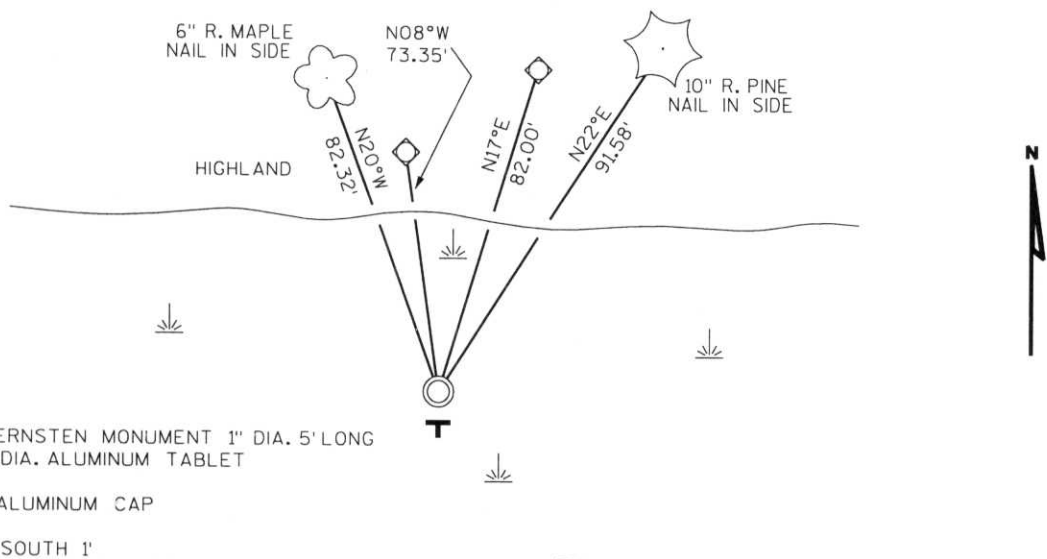 6" R. MAPLE
NAIL IN SIDE
N08°W
73.35'
10" R. PINE
NAIL IN SIDE
N20°W
82.32'
N17°E
82.00'
N22°E
91.58'
HIGHLAND
N
T
ERNSTEN MONUMENT 1" DIA. 5' LONG
DIA. ALUMINUM TABLET
ALUMINUM CAP
SOUTH 1'